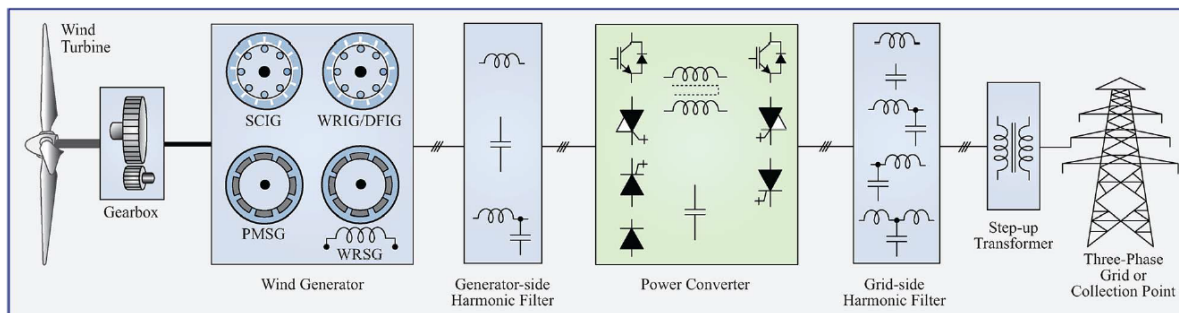 Wind
Turbine
Gearbox
SCIG
WRIG/DFIG
PMSG
WRSG
Wind Generator
Generator-side
Harmonic Filter
Power Converter
Grid-side
Harmonic Filter
Step-up
Transformer
Three-Phase
Grid or
Collection Point